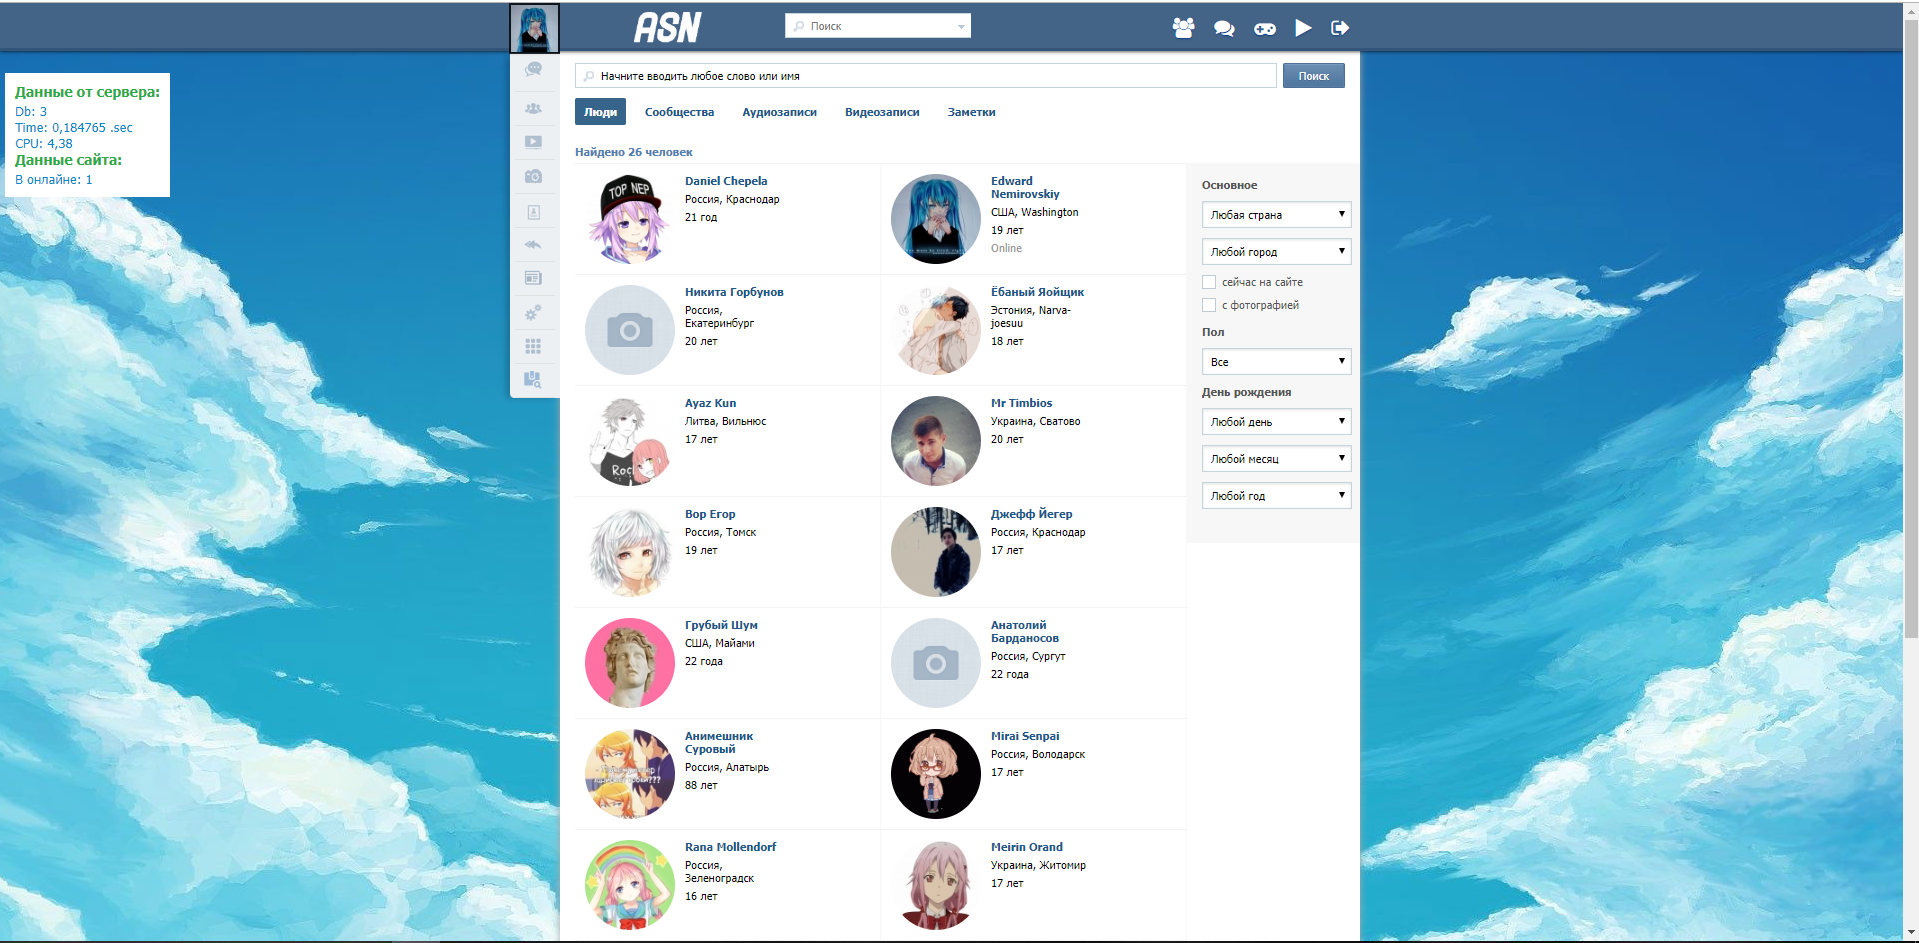 ASN
Поиск
Данные от сервера:
Db: 3
Time: 0,184765 .sec
CPU: 4,38
Данные сайта:
В онлайне: 1
Начните вводить любое слово или имя
Поиск
Люди
Сообщества
Аудиозаписи
Видеозаписи
Заметки
Найдено 26 человек
TOP NEP
Daniel Chepela
Россия, Краснодар
21 год
Edward
Nemirovskiy
США, Washington
19 лет
Online
Никита Горбунов
Россия,
Екатеринбург
20 лет
Ёбаный Яойщик
Эстония, Narva-
joesuu
18 лет
Rock
Ayaz Kun
Литва, Вильнюс
17 лет
Mr Timbios
Украина, Сватово
20 лет
Вор Егор
Россия, Томск
19 лет
Джефф Йегер
Россия, Краснодар
17 лет
Грубый Шум
США, Майами
22 года
Анатолий
Барданосов
Россия, Сургут
22 года
Анимешник
Суровый
Россия, Алатырь
88 лет
Mirai Senpai
Россия, Володарск
17 лет
Rana Mollendorf
Россия,
Зеленоградск
16 лет
Meirin Orand
Украина, Житомир
17 лет
Основное
Любая страна
Любой город
сейчас на сайте
с фотографией
Пол
Все
День рождения
Любой день
Любой месяц
Любой год